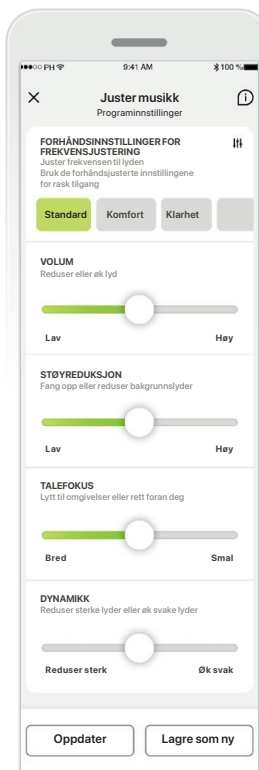 PH 9:41 AM 100 %
Juster musikk
Programinnstillinger
FORHÅNDSINNSTILLINGER FOR
FREKVENSJUSTERING
Juster frekvensen til lyden
Bruk de forhåndsjusterte innstillingene
for rask tilgang
Standard Komfort Klarhet
VOLUM
Reduser eller øk lyd
Lav Høy
STØYREDUKSJON
Fang opp eller reduser bakgrunnslyder
Lav Høy
TALEFOKUS
Lytt til omgivelser eller rett foran deg
Bred Smal
DYNAMIKK
Reduser sterke lyder eller øk svake lyder
Reduser sterk Øk svak
Oppdater Lagre som ny